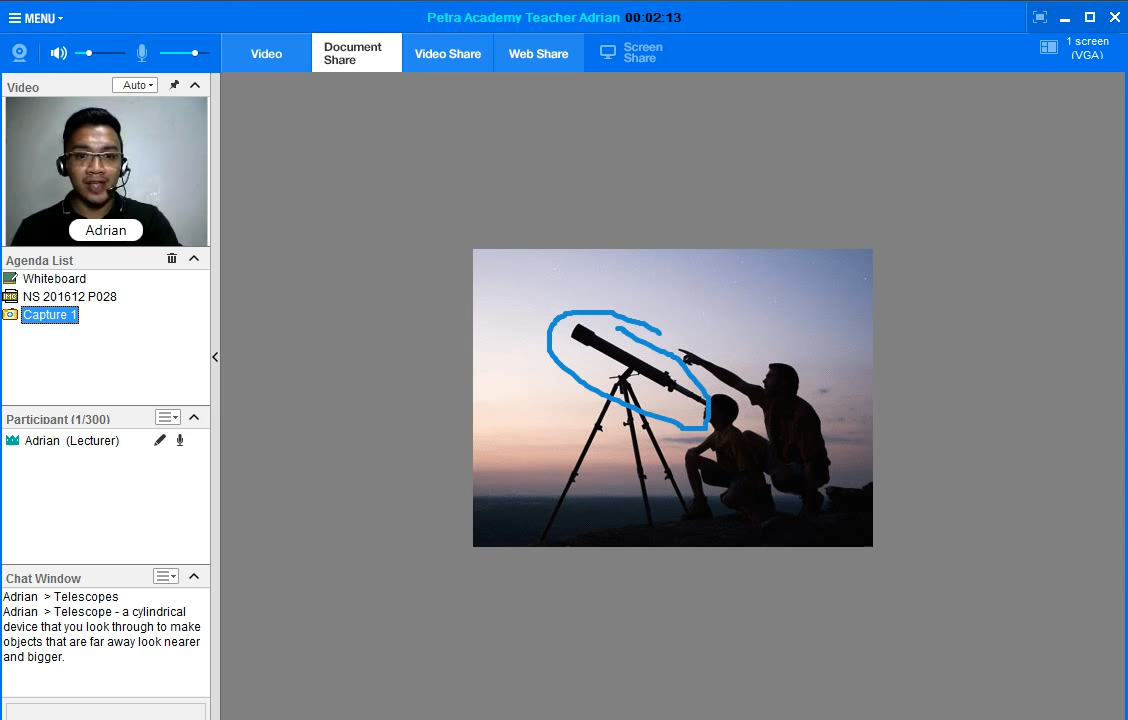 MENU
Petra Academy Teacher Adrian 00:02:13
Video
Document
Share
Video Share
Web Share
Screen
Share
1 screen
(VGA)
Video
Auto
Adrian
Agenda List
Whiteboard
IMG
NS 201612 P028
Capture 1
Participant (1/300)
Adrian (Lecturer)
Chat Window
Adrian > Telescopes
Adrian > Telescope - a cylindrical
device that you look through to make
objects that are far away look nearer
and bigger.